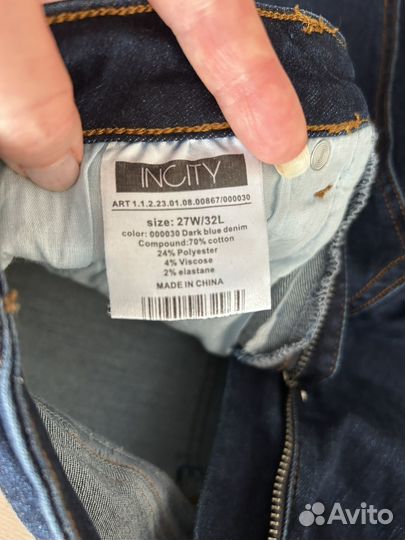 INCITY
ART 1.1.2.23.01.08.00867/000030
size: 27W/32L
color: 000030 Dark blue denim
Compound:70% cotton
24% Polyester
4% Viscose
2% elastane
MADE IN CHINA
Avito